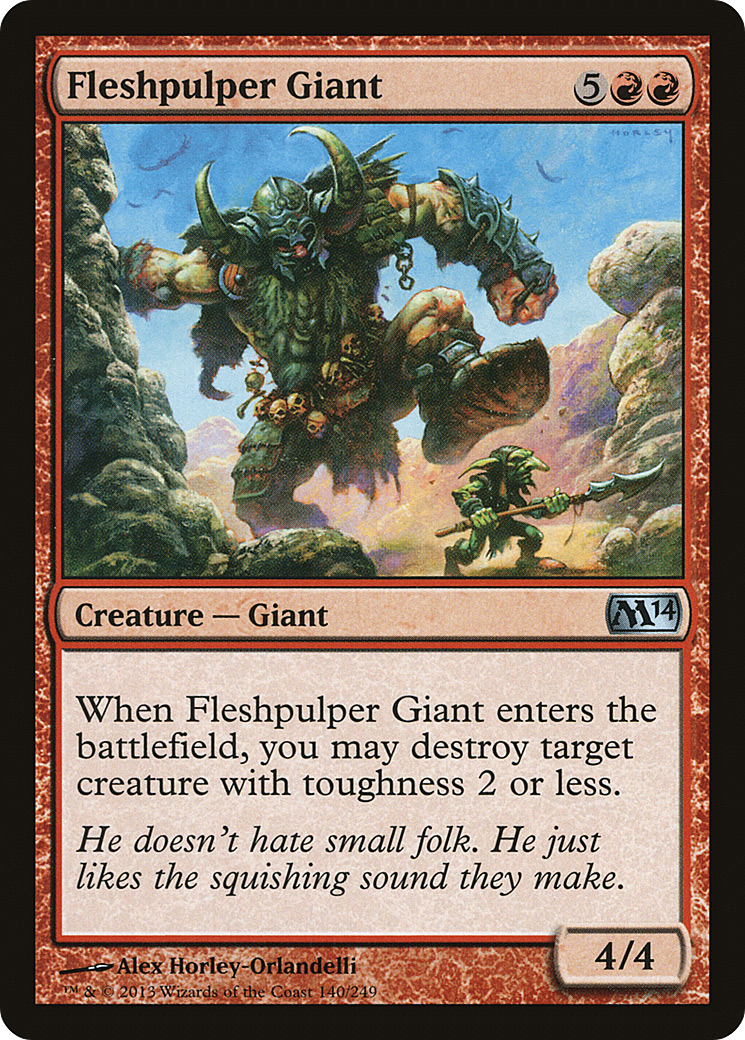 Fleshpulper Giant 5
HORLEY
Creature — Giant M14
When Fleshpulper Giant enters the
battlefield, you may destroy target
creature with toughness 2 or less.
He doesn't hate small folk. He just
likes the squishing sound they make.
4/4
Alex Horley-Orlandelli
™ & © 2013 Wizards of the Coast 140/249